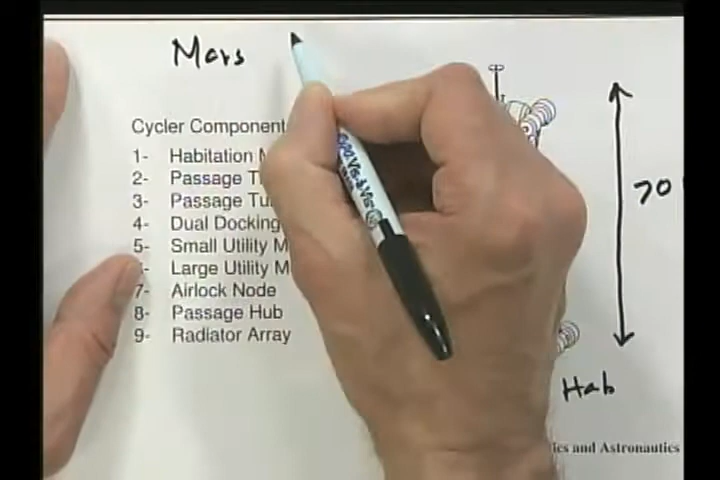 Mars
Cycler Component
1- Habitation M
2- Passage T
3- Passage Tu
4- Dual Docking
5- Small Utility M
Large Utility M
7- Airlock Node
8- Passage Hub
9- Radiator Array
70
Hab
ics and Astronautics